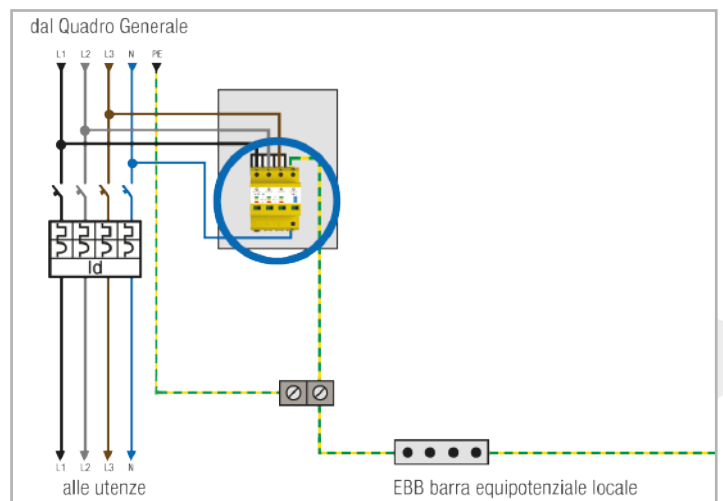 dal Quadro Generale
L1 L2 L3 N PE
Id
L1 L2 L3 N
alle utenze
EBB barra equipotenziale locale